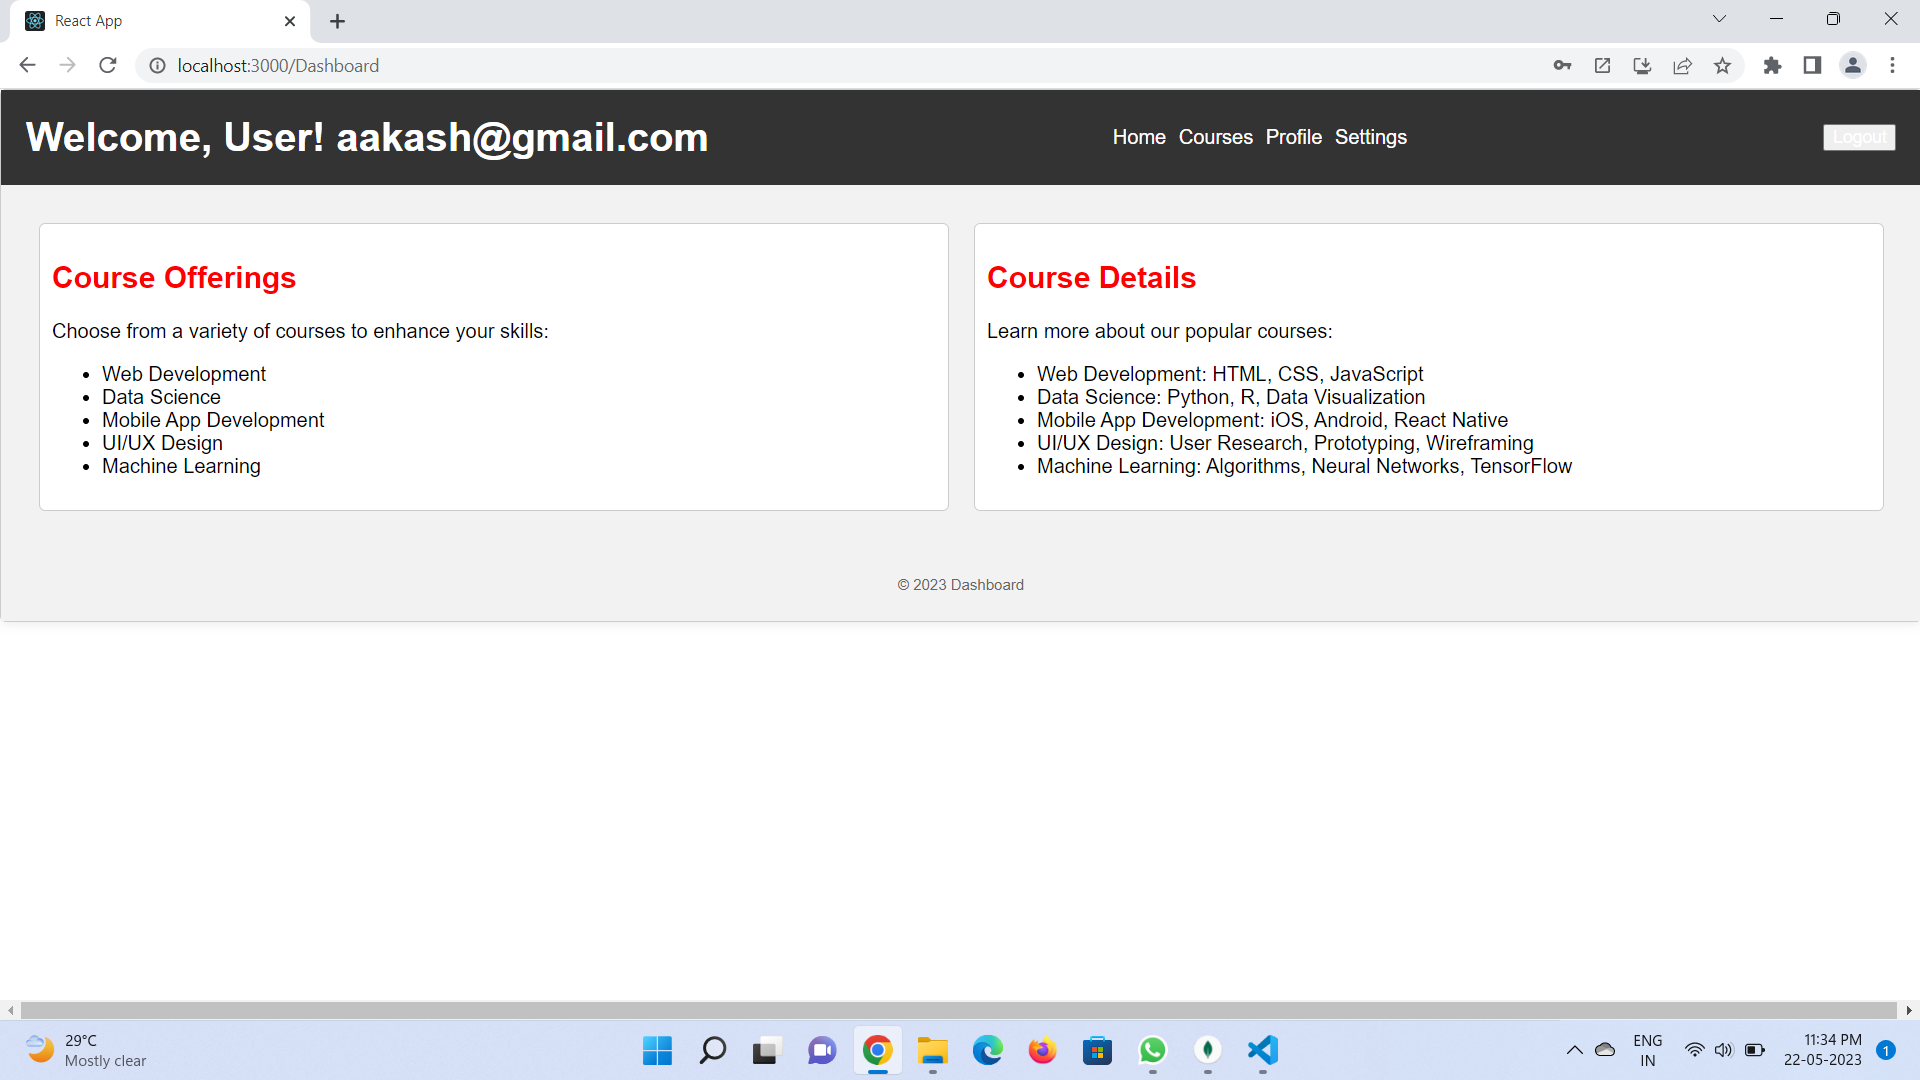 React App
localhost:3000/Dashboard
Welcome, User! aakash@gmail.com
Home Courses Profile Settings
Logout
Course Offerings
Choose from a variety of courses to enhance your skills:
• Web Development
• Data Science
• Mobile App Development
• UI/UX Design
• Machine Learning
Course Details
Learn more about our popular courses:
• Web Development: HTML, CSS, JavaScript
• Data Science: Python, R, Data Visualization
• Mobile App Development: iOS, Android, React Native
• UI/UX Design: User Research, Prototyping, Wireframing
• Machine Learning: Algorithms, Neural Networks, TensorFlow
© 2023 Dashboard
29°C
Mostly clear
ENG
IN
11:34 PM
22-05-2023
1